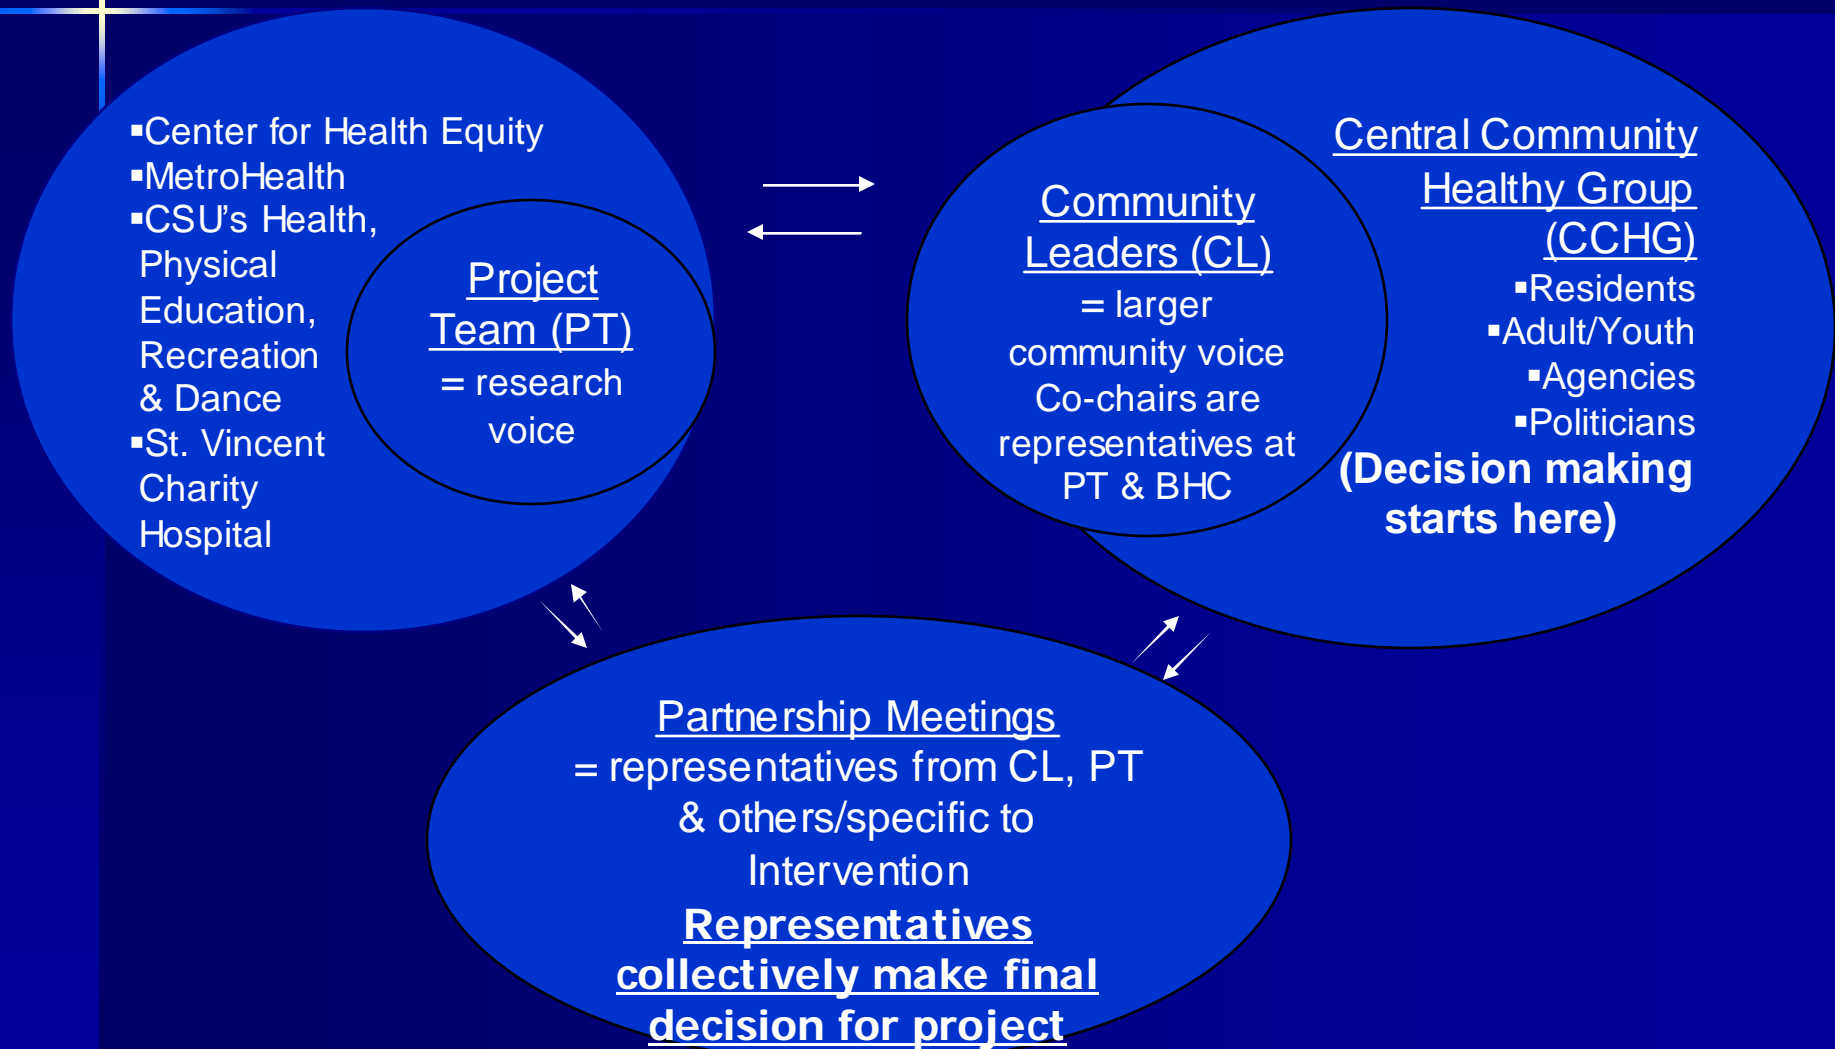 ▪Center for Health Equity
▪MetroHealth
▪CSU's Health,
Physical
Education,
Recreation
& Dance
▪St. Vincent
Charity
Hospital
Project
Team (PT)
= research
voice
Community
Leaders (CL)
= larger
community voice
Co-chairs are
representatives at
PT & BHC
Central Community
Healthy Group
(CCHG)
▪Residents
▪Adult/Youth
▪Agencies
▪Politicians
(Decision making
starts here)
Partnership Meetings
= representatives from CL, PT
& others/specific to
Intervention
Representatives
collectively make final
decision for project